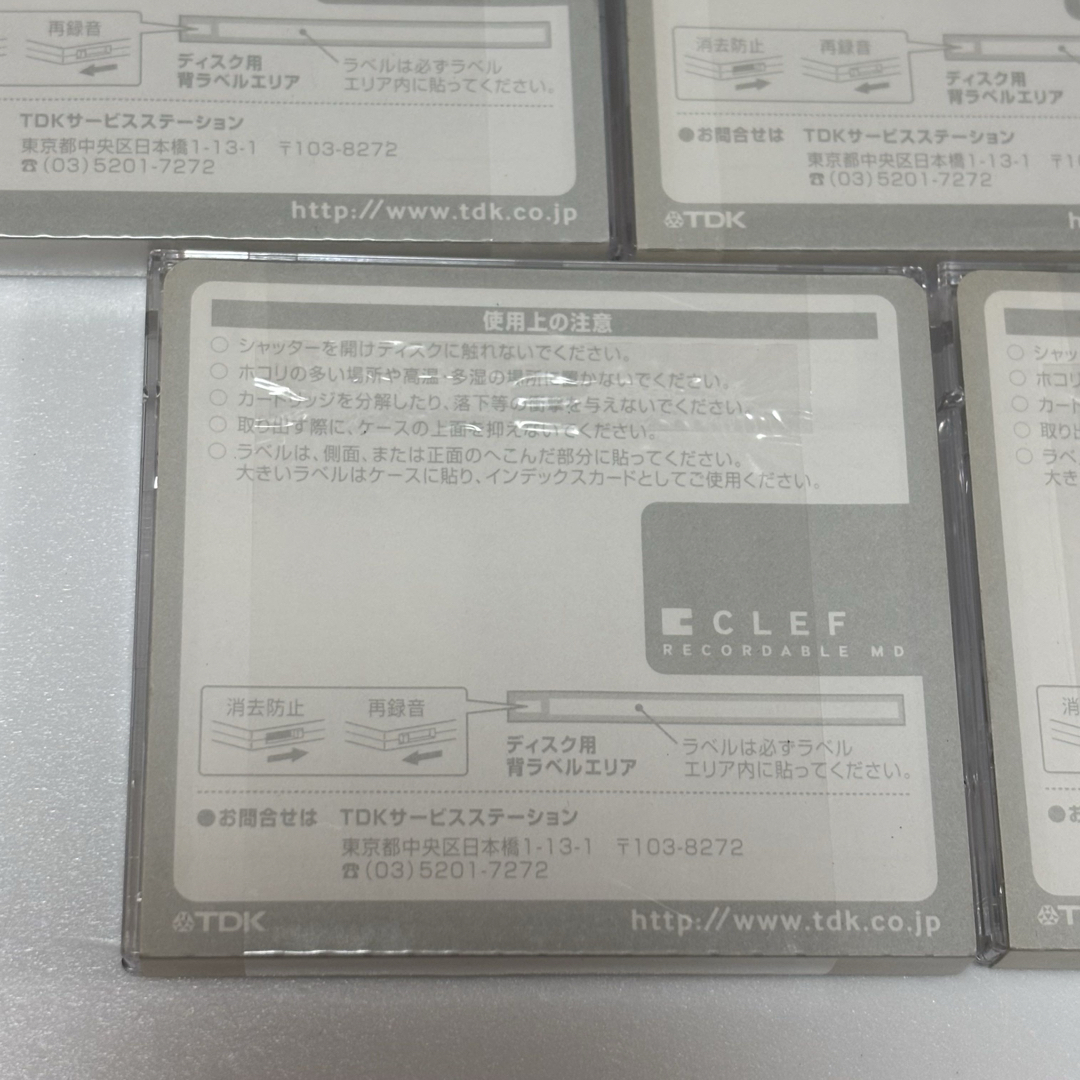 再録音
ディスク用
背ラベルエリア
ラベルは必ずラベル
エリア内に貼ってください。
TDKサービスステーション
東京都中央区日本橋1-13-1 〒103-8272
☎(03)5201-7272
http://www.tdk.co.jp
消去防止
再録音
ディスク用
背ラベルエリア
●お問合せは TDKサービスステーション
東京都中央区日本橋1-13-1
☎(03)5201-7272
TDK
使用上の注意
○ シャッターを開けディスクに触れないでください。
○ ホコリの多い場所や高温・多湿の場所に置かないでください。
○ カートリッジを分解したり、落下等の衝撃を与えないでください。
○ 取り出す際に、ケースの上面を抑えないでください。
○ ラベルは、側面、または正面のへこんだ部分に貼ってください。
大きいラベルはケースに貼り、インデックスカードとしてご使用ください。
CLEF
RECORDABLE MD
消去防止
再録音
ディスク用
背ラベルエリア
ラベルは必ずラベル
エリア内に貼ってください。
●お問合せは TDKサービスステーション
東京都中央区日本橋1-13-1 〒103-8272
☎(03)5201-7272
TDK
http://www.tdk.co.jp
○ シャッ
○ ホコリ
○ カート
○ 取り出
○ ラベ
大き
消
●お